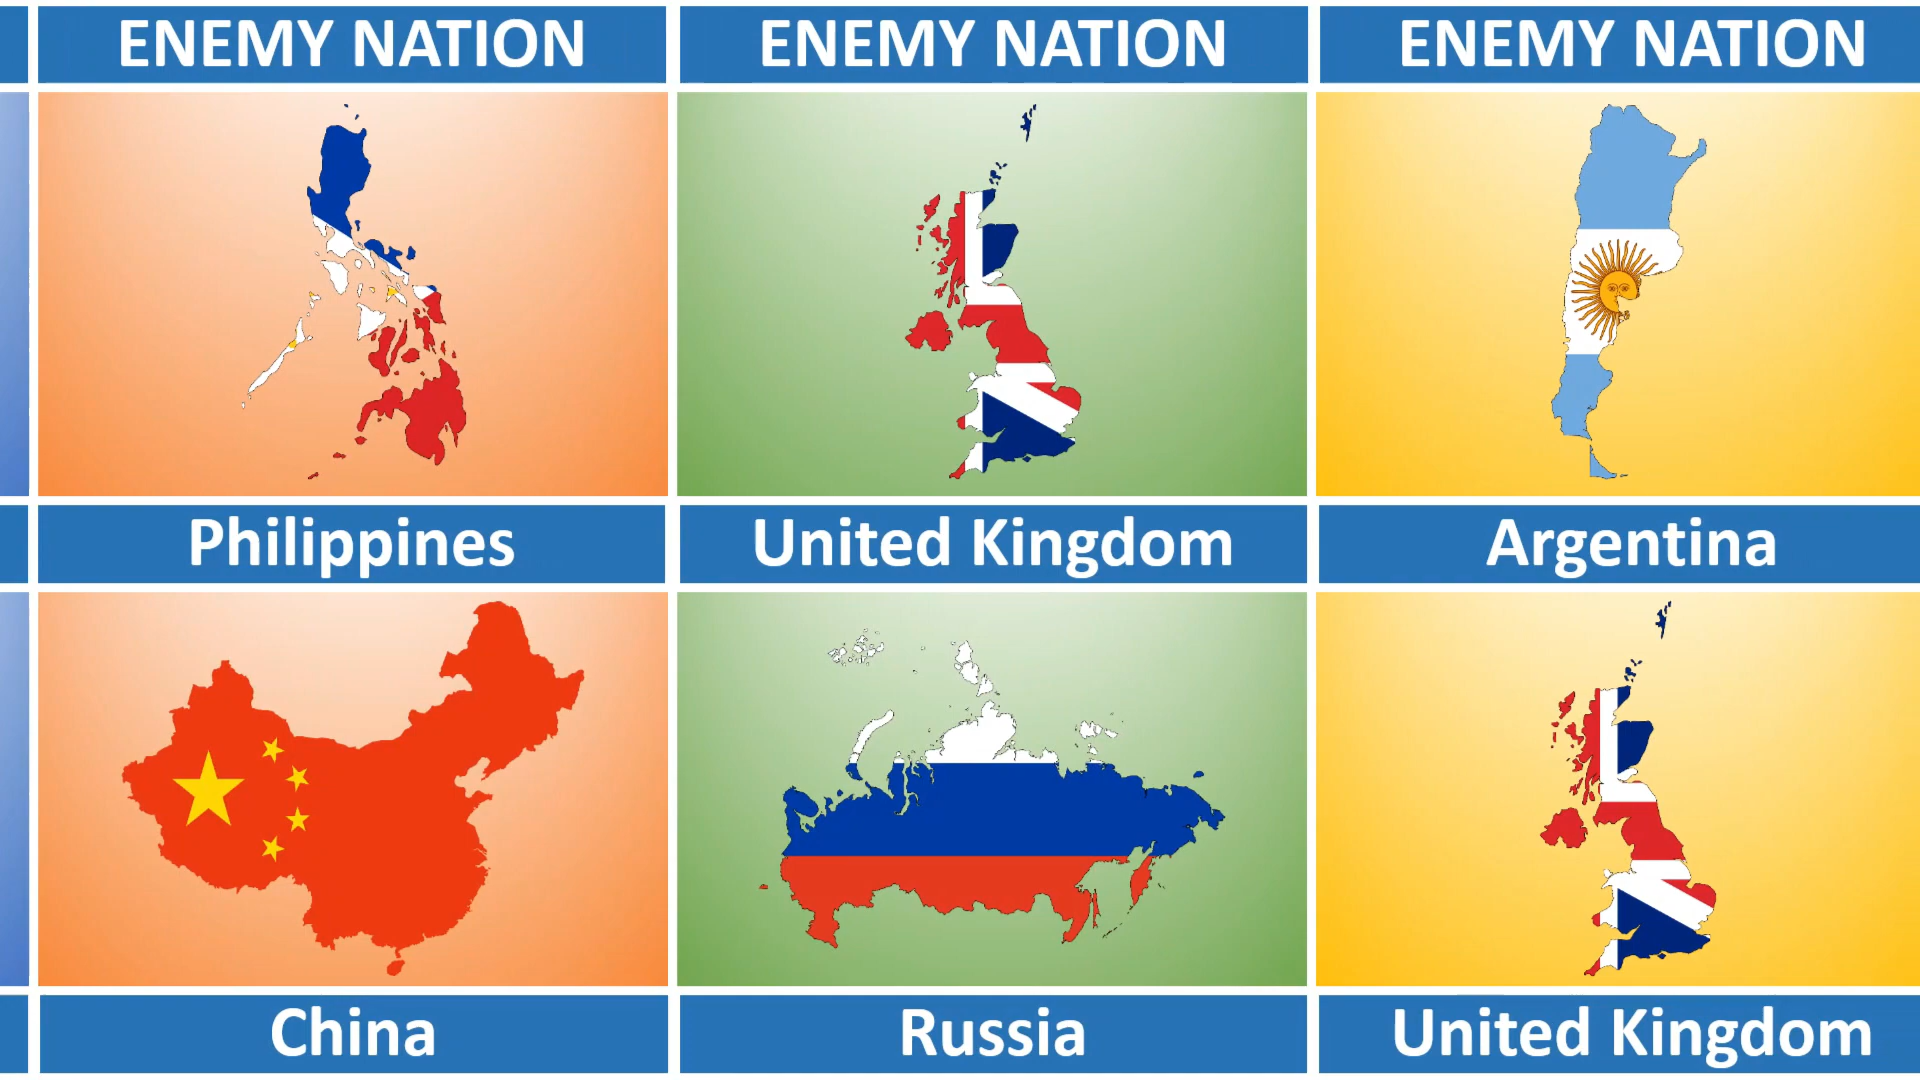 ENEMY NATION
ENEMY NATION
ENEMY NATION
Philippines
United Kingdom
Argentina
China
Russia
United Kingdom